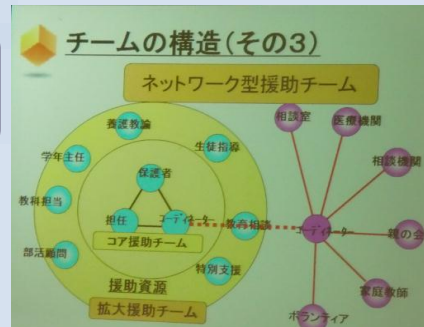 チームの構造(その3)
ネットワーク型援助チーム
養護教諭
生徒指導
学年主任
保護者
教科担当
担任
コーディネーター
教育相談
コア援助チーム
部活顧問
特別支援
援助資源
拡大援助チーム
相談室
医療機関
相談機関
コーディネーター
親の会
家庭教師
ボランティア